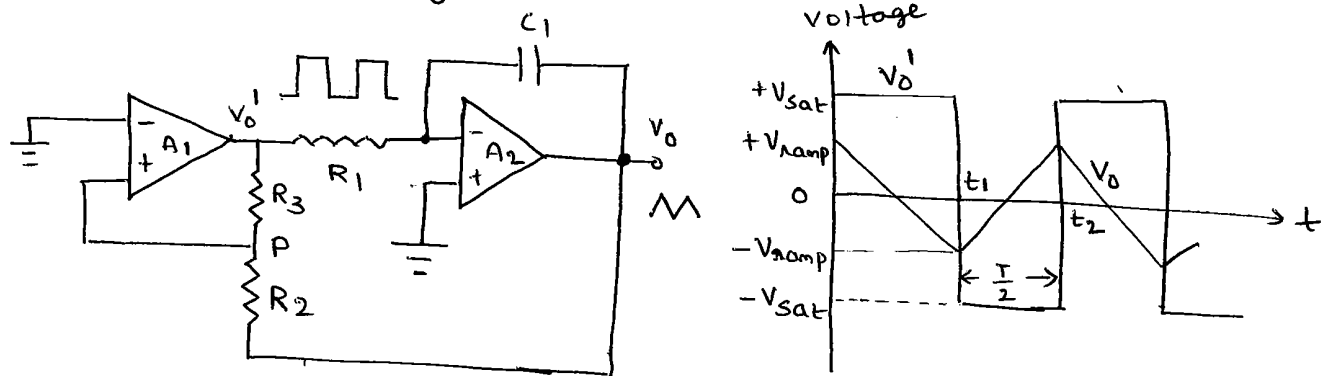 C1
voltage
V0'
R1
A1
A2
V0
R3
P
R2
+Vsat
V0'
+Vramp
0
t1
V0
t2
t
-Vramp
T/2
-Vsat
-
+
-
+